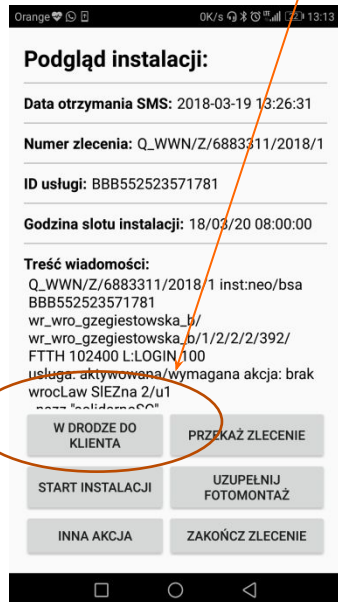 Orange 0K/s 13:13
Podgląd instalacji:
Data otrzymania SMS: 2018-03-19 13:26:31
Numer zlecenia: Q_WWN/Z/6883311/2018/1
ID usługi: BBB552523571781
Godzina slotu instalacji: 18/03/20 08:00:00
Treść wiadomości:
Q_WWN/Z/6883311/2018/1 inst:neo/bsa
BBB552523571781
wr_wro_gzegiestowska_b/
wr_wro_gzegiestowska_b/1/2/2/2/392/
FTTH 102400 L:LOGIN 100
usługa: aktywowana/wymagana akcja: brak
wrocLaw SlEZna 2/u1
W DRODZE DO KLIENTA
PRZEKAŻ ZLECENIE
START INSTALACJI
UZUPEŁNIJ FOTOMONTAŻ
INNA AKCJA
ZAKOŃCZ ZLECENIE